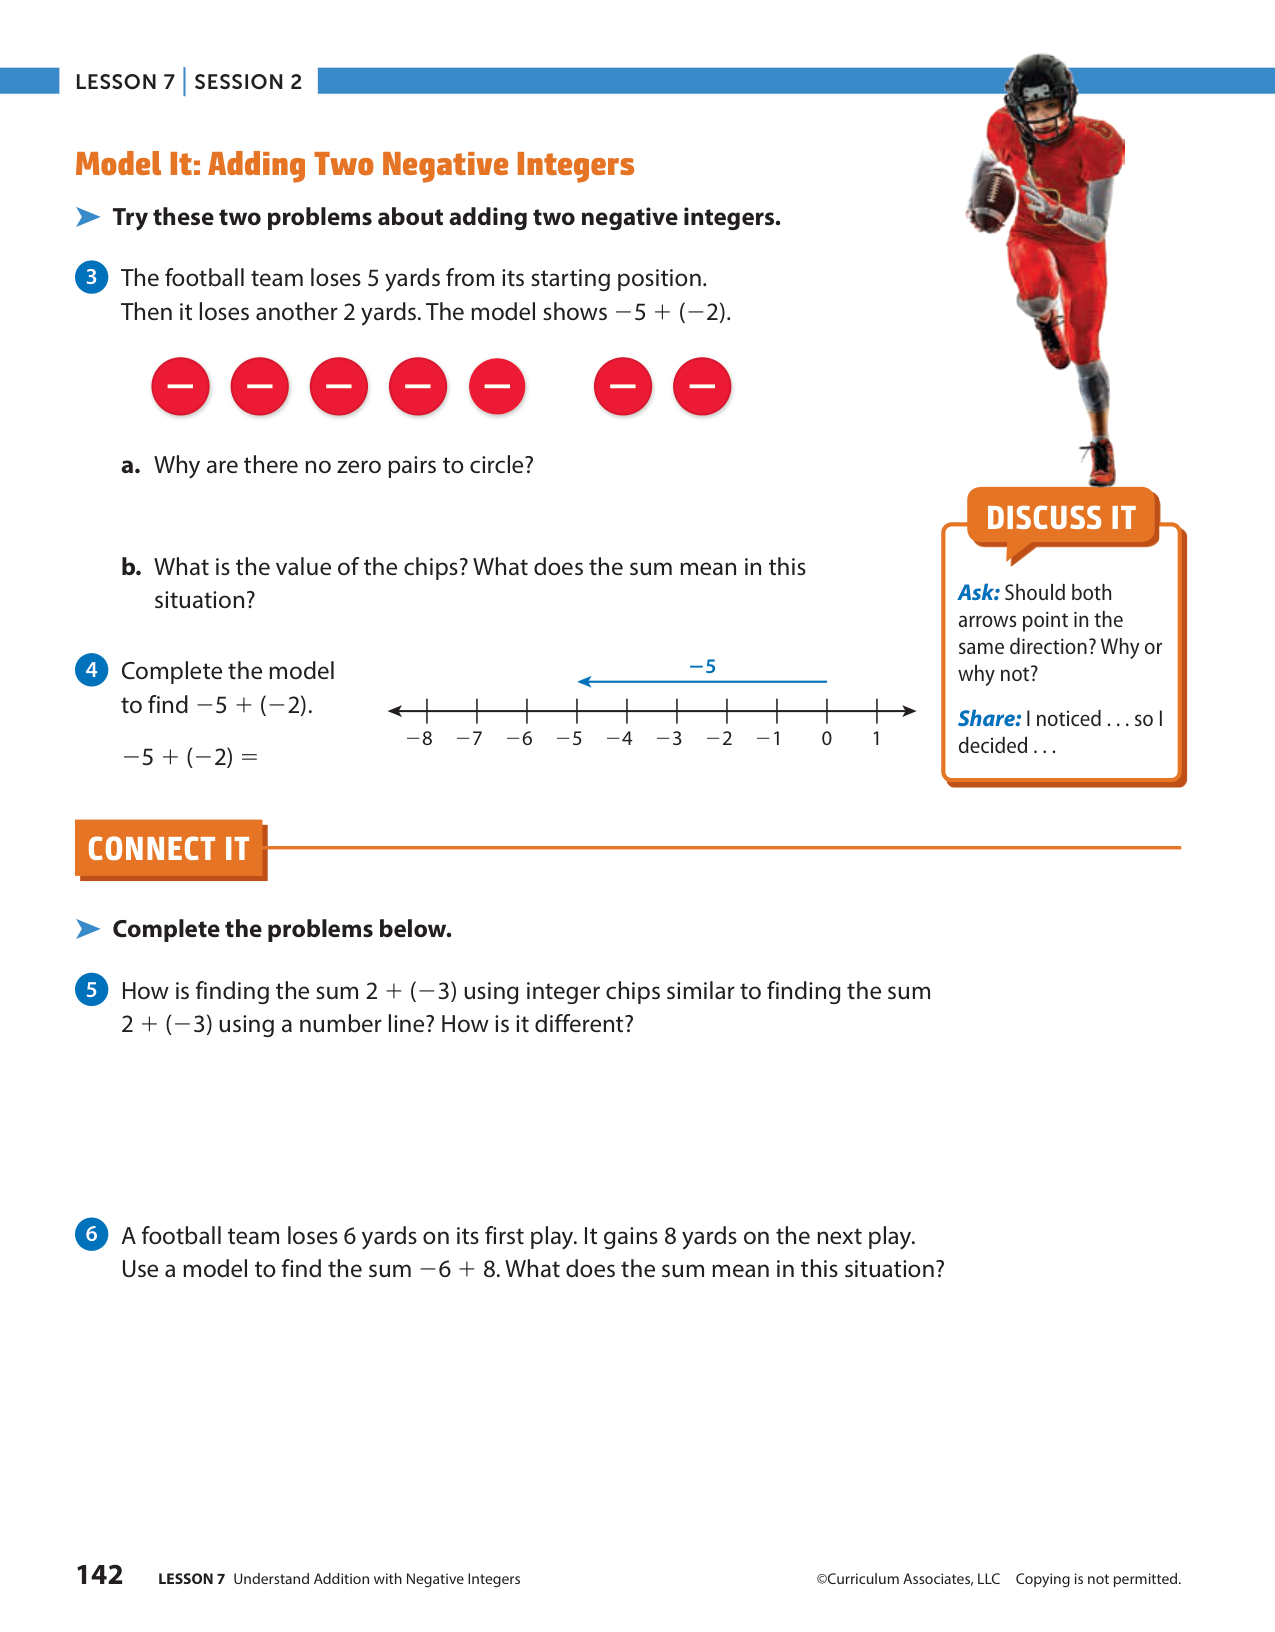 LESSON 7 | SESSION 2
Model It: Adding Two Negative Integers
Try these two problems about adding two negative integers.
3 The football team loses 5 yards from its starting position.
Then it loses another 2 yards. The model shows −5 + (−2).
− − − − − − −
a. Why are there no zero pairs to circle?
b. What is the value of the chips? What does the sum mean in this
situation?
DISCUSS IT
Ask: Should both
arrows point in the
same direction? Why or
why not?
Share: I noticed . . . so I
decided . . .
4 Complete the model
to find −5 + (−2).
−5 + (−2) =
−5
−8 −7 −6 −5 −4 −3 −2 −1 0 1
CONNECT IT
Complete the problems below.
5 How is finding the sum 2 + (−3) using integer chips similar to finding the sum
2 + (−3) using a number line? How is it different?
6 A football team loses 6 yards on its first play. It gains 8 yards on the next play.
Use a model to find the sum −6 + 8. What does the sum mean in this situation?
142 LESSON 7 Understand Addition with Negative Integers ©Curriculum Associates, LLC Copying is not permitted.